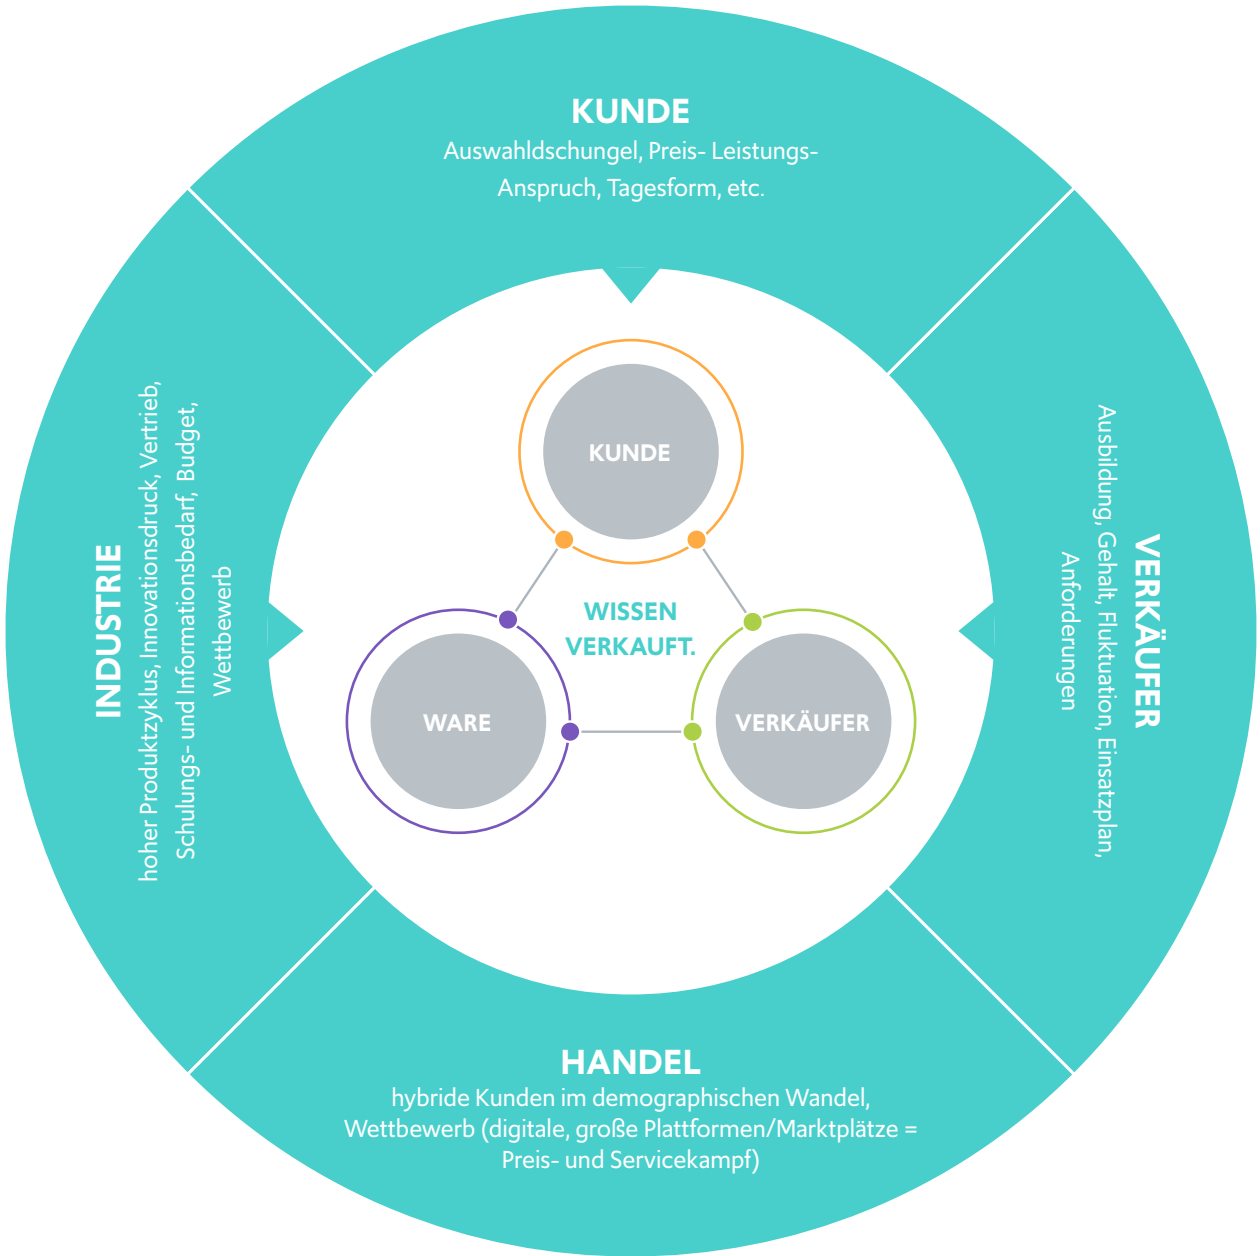 KUNDE
Auswahldschungel, Preis- Leistungs-
Anspruch, Tagesform, etc.
INDUSTRIE
hoher Produktzyklus, Innovationsdruck, Vertrieb,
Schulungs- und Informationsbedarf, Budget,
Wettbewerb
KUNDE
WISSEN
VERKAUFT.
WARE
VERKÄUFER
VERKÄUFER
Ausbildung, Gehalt, Fluktuation, Einsatzplan,
Anforderungen
HANDEL
hybride Kunden im demographischen Wandel,
Wettbewerb (digitale, große Plattformen/Marktplätze =
Preis- und Servicekampf)